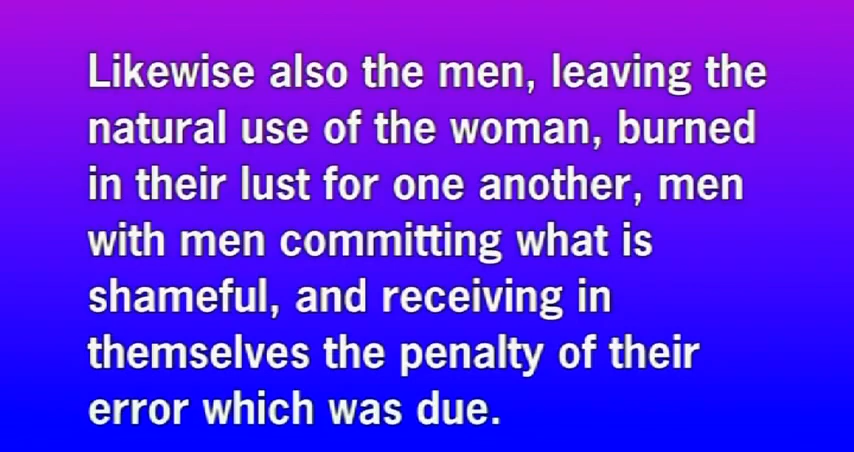 Likewise also the men, leaving the
natural use of the woman, burned
in their lust for one another, men
with men committing what is
shameful, and receiving in
themselves the penalty of their
error which was due.